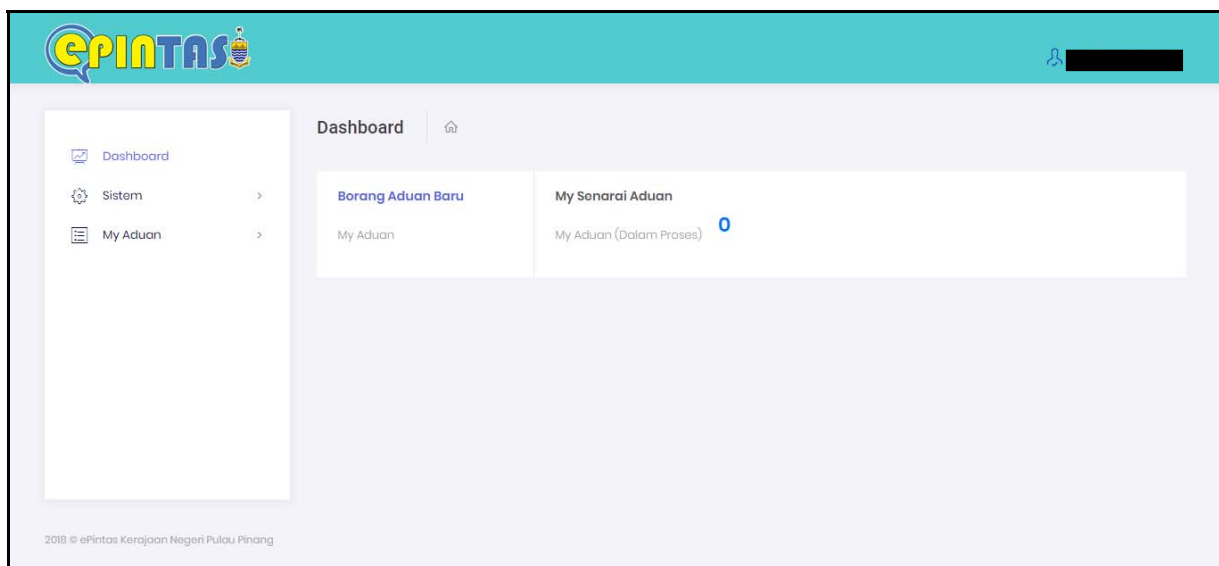 ePINTAS
Dashboard
Sistem
My Aduan
Dashboard
Borang Aduan Baru
My Aduan
My Senarai Aduan
My Aduan (Dalam Proses) 0
2018 © ePintas Kerajaan Negeri Pulau Pinang